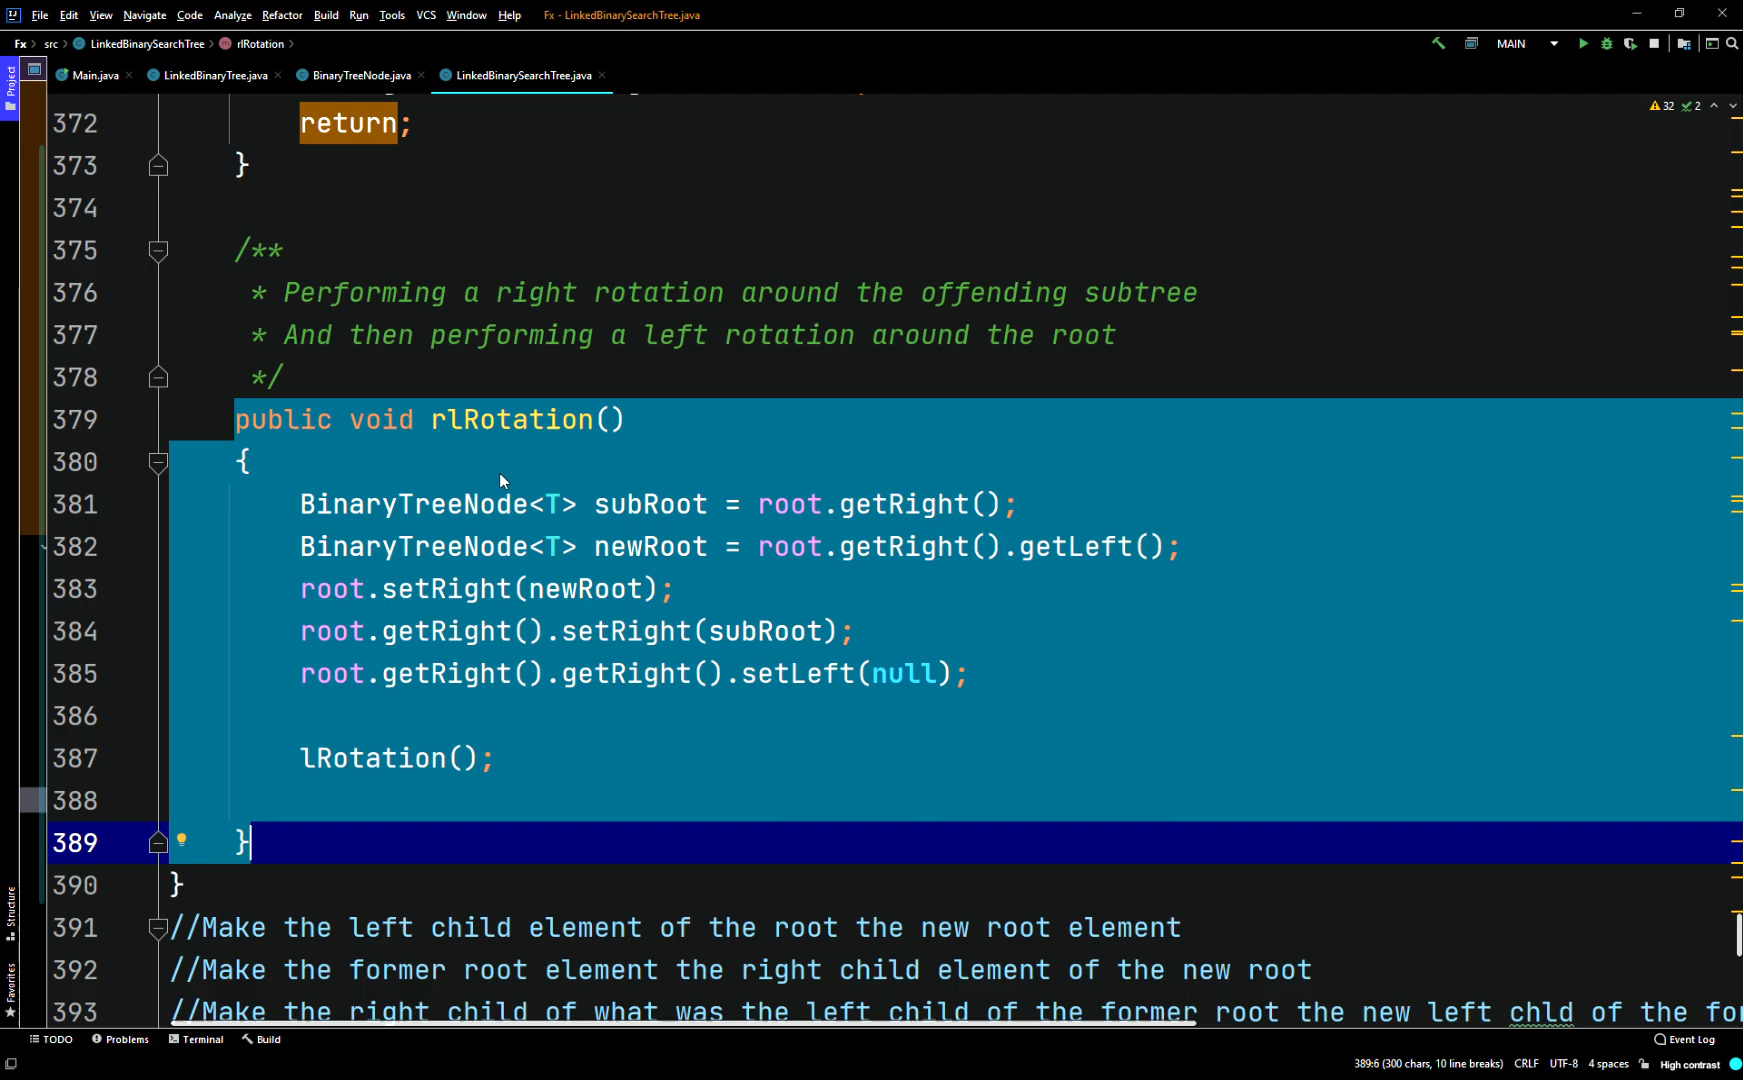 File Edit View Navigate Code Analyze Refactor Build Run Tools VCS Window Help Fx - LinkedBinarySearchTree.java
Fx src LinkedBinarySearchTree rlRotation MAIN
Project
Main.java LinkedBinaryTree.java BinaryTreeNode.java LinkedBinarySearchTree.java
32 2
372 return;
373 }
374
375 /**
376 * Performing a right rotation around the offending subtree
377 * And then performing a left rotation around the root
378 */
379 public void rlRotation()
380 {
381 BinaryTreeNode<T> subRoot = root.getRight();
382 BinaryTreeNode<T> newRoot = root.getRight().getLeft();
383 root.setRight(newRoot);
384 root.getRight().setRight(subRoot);
385 root.getRight().getRight().setLeft(null);
386
387 lRotation();
388
389 }
390 }
391 //Make the left child element of the root the new root element
392 //Make the former root element the right child element of the new root
393 //Make the right child of what was the left child of the former root the new left chld of the fo
Structure
Favorites
TODO Problems Terminal Build Event Log
389:6 (300 chars, 10 line breaks) CRLF UTF-8 4 spaces High contrast